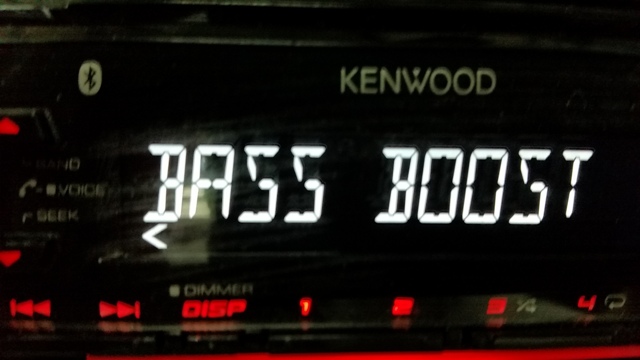 KENWOOD
BAND
VOICE
SEEK
BASS BOOST
<
DIMMER
DISP 1 2 3 4